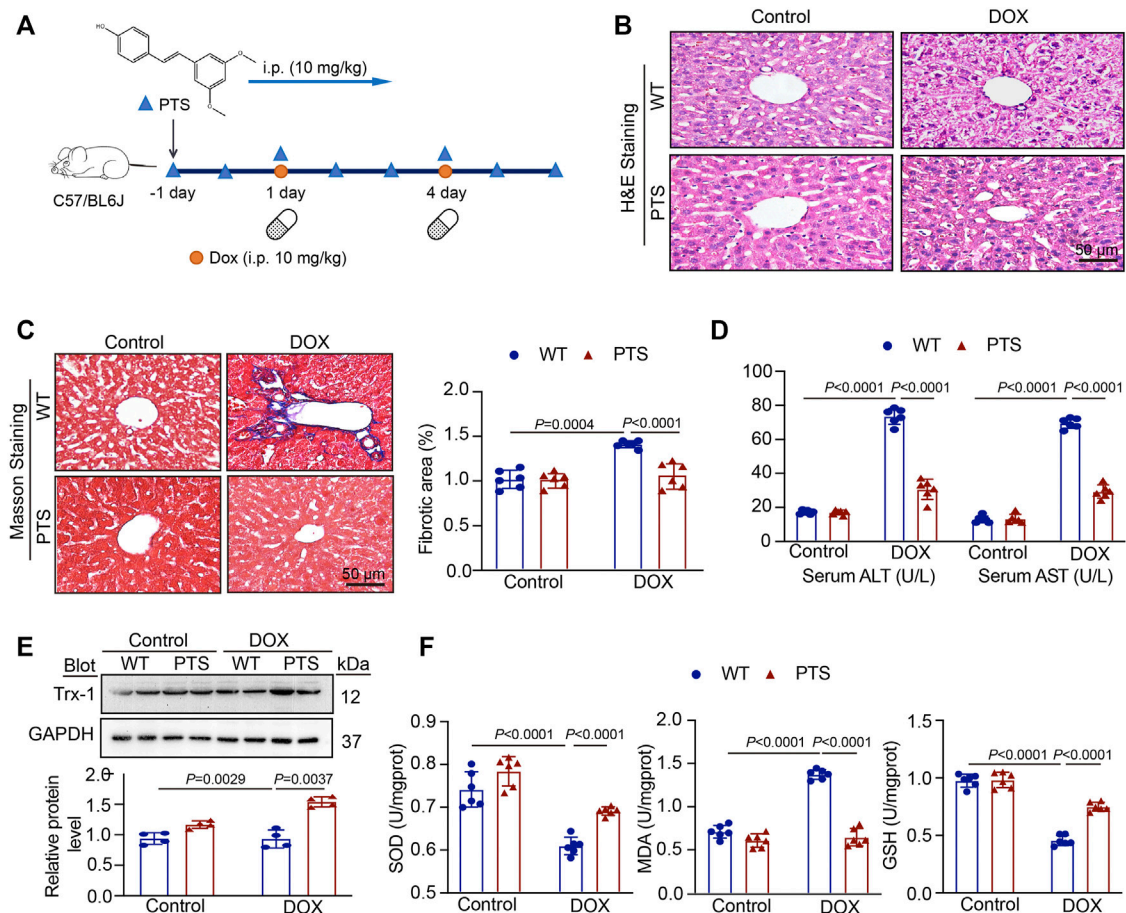 A
HO
O
O
i.p. (10 mg/kg)
PTS
C57/BL6J
-1 day
1 day
4 day
Dox (i.p. 10 mg/kg)
B
Control
DOX
H&E Staining
WT
PTS
50 μm
C
Control
DOX
Masson Staining
WT
PTS
50 μm
WT
PTS
Fibrotic area (%)
2.0
1.5
1.0
0.5
0.0
P=0.0004
P<0.0001
Control
DOX
D
WT
PTS
100
80
60
40
20
0
P<0.0001
P<0.0001
P<0.0001
P<0.0001
Control
DOX
Control
DOX
Serum ALT (U/L)
Serum AST (U/L)
E
Control
DOX
Blot
WT
PTS
WT
PTS
kDa
Trx-1
12
GAPDH
37
Relative protein
level
2.0
1.5
1.0
0.5
0.0
P=0.0029
P=0.0037
Control
DOX
F
WT
PTS
SOD (U/mgprot)
0.9
0.8
0.7
0.6
0.5
P<0.0001
P<0.0001
Control
DOX
MDA (U/mgprot)
2.0
1.5
1.0
0.5
0.0
P<0.0001
P<0.0001
Control
DOX
GSH (U/mgprot)
1.5
1.0
0.5
0.0
P<0.0001
P<0.0001
Control
DOX